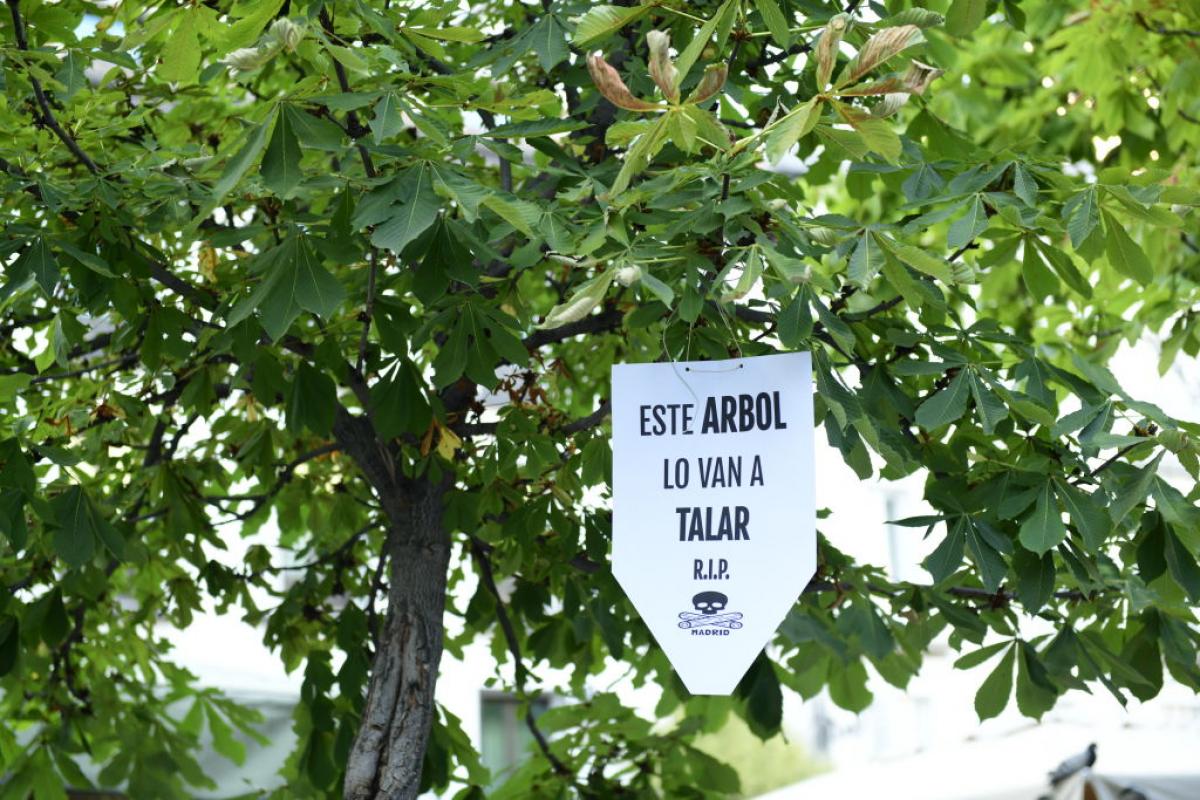 ESTE ARBOL
LO VAN A
TALAR
R.I.P.
MADRID